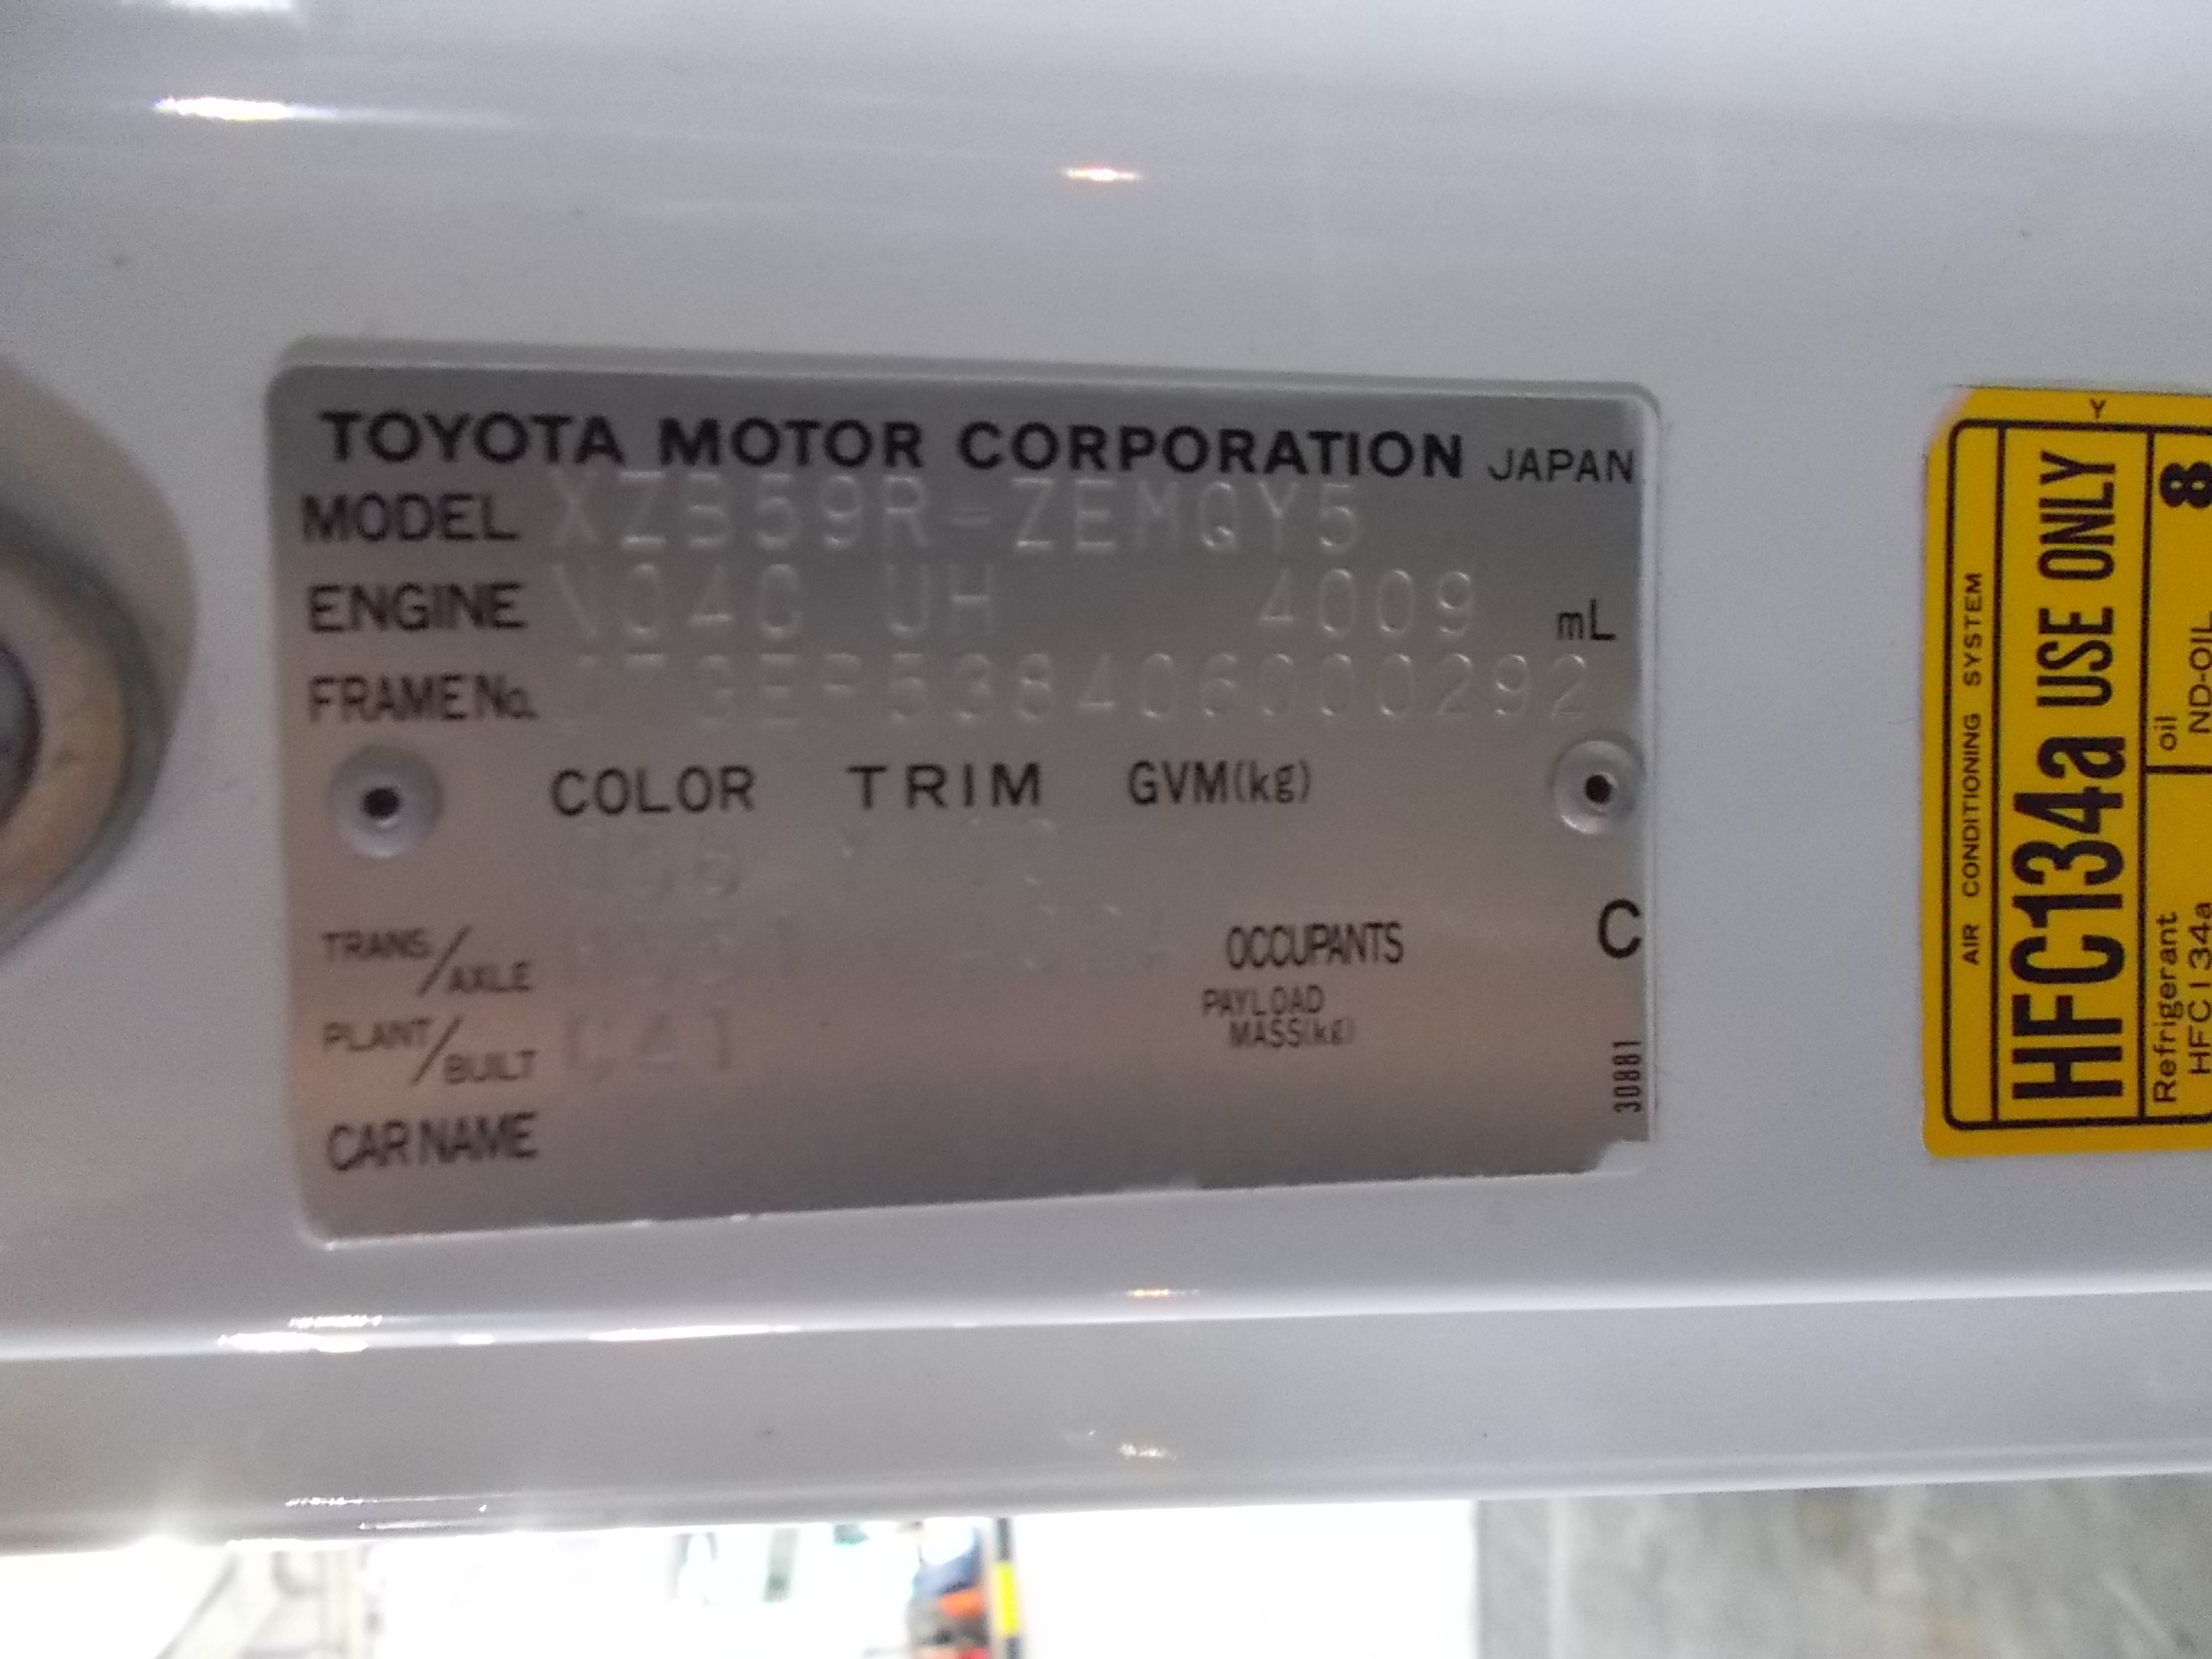 TOYOTA MOTOR CORPORATION JAPAN
MODEL XZB59R-ZEMQY5
ENGINE N04C UH 4009 mL
FRAME No.
COLOR TRIM GVM(kg)
TRANS/AXLE
OCCUPANTS
C
PAYLOAD
MASS(kg)
PLANT/BUILT
CAR NAME
30881
Y
AIR CONDITIONING SYSTEM
HFC134a USE ONLY
Refrigerant
HFC134a
oil
ND-OIL
8